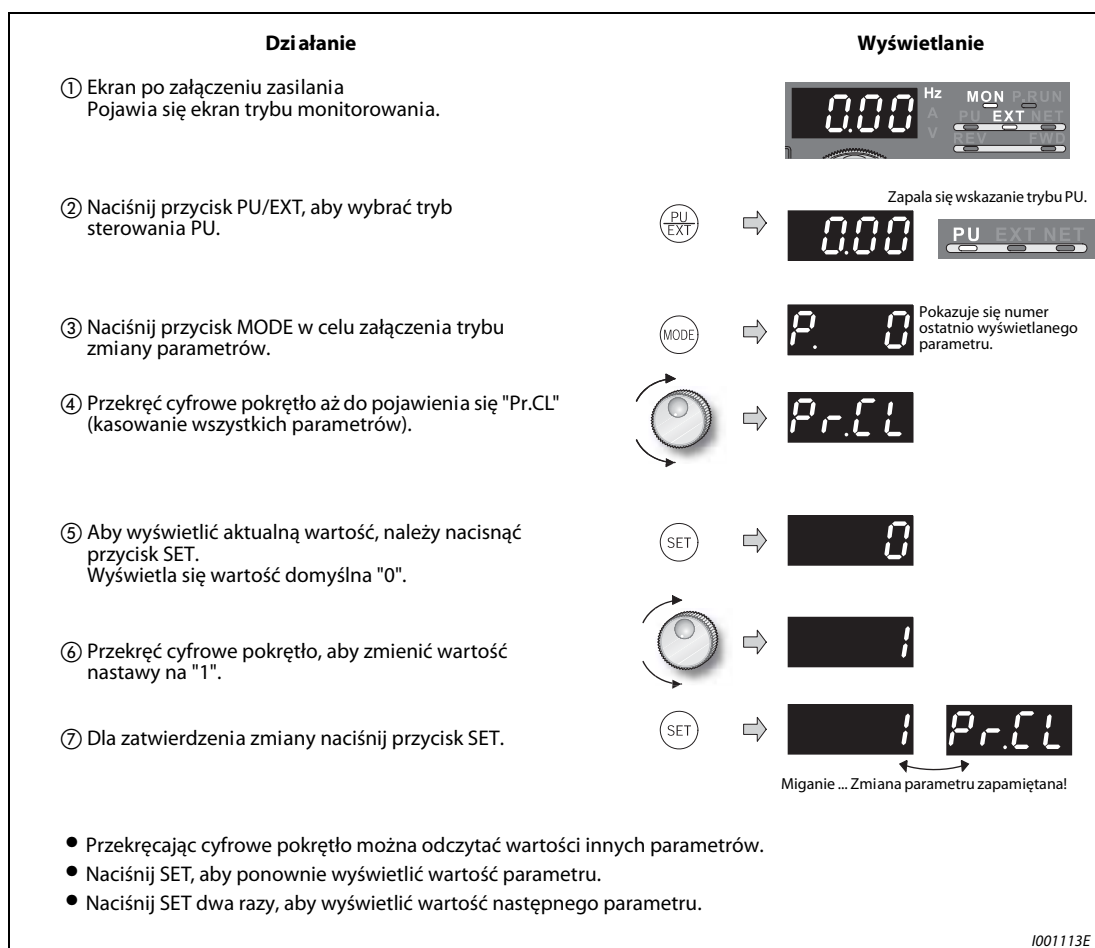 Działanie
Wyświetlanie
① Ekran po załączeniu zasilania
Pojawia się ekran trybu monitorowania.
0.00 Hz MON P.RUN
A PU EXT NET
V REV FWD
② Naciśnij przycisk PU/EXT, aby wybrać tryb
sterowania PU.
PU
EXT
0.00
Zapala się wskazanie trybu PU.
PU EXT NET
③ Naciśnij przycisk MODE w celu załączenia trybu
zmiany parametrów.
MODE
P. 0
Pokazuje się numer
ostatnio wyświetlanego
parametru.
④ Przekręć cyfrowe pokrętło aż do pojawienia się "Pr.CL"
(kasowanie wszystkich parametrów).
Pr.CL
⑤ Aby wyświetlić aktualną wartość, należy nacisnąć
przycisk SET.
Wyświetla się wartość domyślna "0".
SET
0
⑥ Przekręć cyfrowe pokrętło, aby zmienić wartość
nastawy na "1".
1
⑦ Dla zatwierdzenia zmiany naciśnij przycisk SET.
SET
1 Pr.CL
Miganie ... Zmiana parametru zapamiętana!
● Przekręcając cyfrowe pokrętło można odczytać wartości innych parametrów.
● Naciśnij SET, aby ponownie wyświetlić wartość parametru.
● Naciśnij SET dwa razy, aby wyświetlić wartość następnego parametru.
I001113E